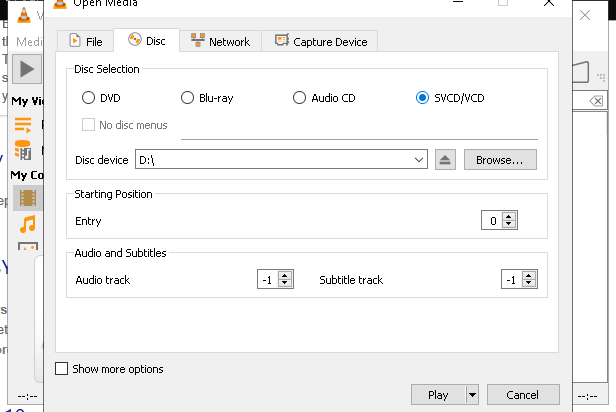 Open Media
Media
File
Disc
Network
Capture Device
Disc Selection
DVD
Blu-ray
Audio CD
SVCD/VCD
No disc menus
Disc device
D:\
Browse...
Starting Position
Entry
0
Audio and Subtitles
Audio track
-1
Subtitle track
-1
Show more options
Play
Cancel
My Vi
My Co
--:--
--:--